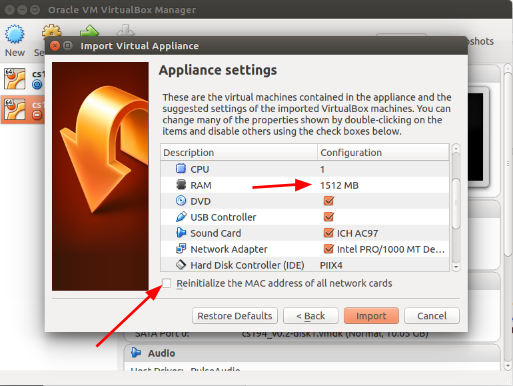 Oracle VM VirtualBox Manager
Import Virtual Appliance
New
Appliance settings
These are the virtual machines contained in the appliance and the
suggested settings of the imported VirtualBox machines. You can
change many of the properties shown by double-clicking on the
items and disable others using the check boxes below.
Description Configuration
CPU 1
RAM 1512 MB
DVD
USB Controller
Sound Card ICH AC97
Network Adapter Intel PRO/1000 MT De...
Hard Disk Controller (IDE) PIIX4
Reinitialize the MAC address of all network cards
Restore Defaults < Back Import Cancel
SATA Port 0: cs194_v0.2-disk1.vmdk (Normal, 10.05 GB)
Audio
Host Driver: PulseAudio